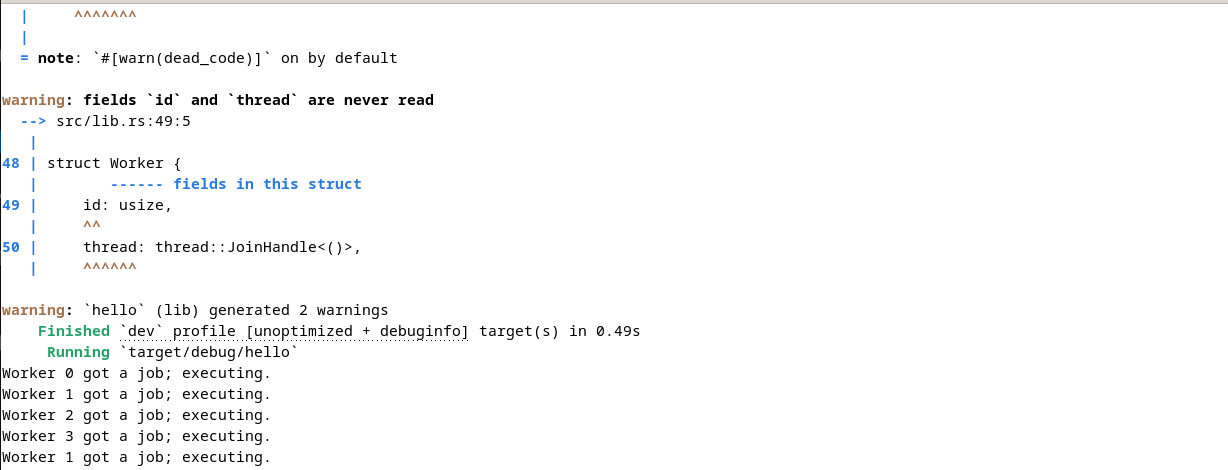 |     ^^^^^^^
  |
  = note: `#[warn(dead_code)]` on by default

warning: fields `id` and `thread` are never read
  --> src/lib.rs:49:5
   |
48 | struct Worker {
   |        ------ fields in this struct
49 |     id: usize,
   |     ^^
50 |     thread: thread::JoinHandle<()>,
   |     ^^^^^^

warning: `hello` (lib) generated 2 warnings
    Finished `dev` profile [unoptimized + debuginfo] target(s) in 0.49s
     Running `target/debug/hello`
Worker 0 got a job; executing.
Worker 1 got a job; executing.
Worker 2 got a job; executing.
Worker 3 got a job; executing.
Worker 1 got a job; executing.